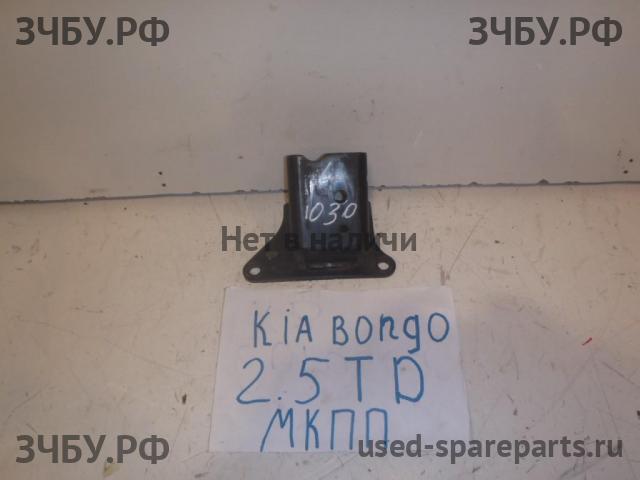 ЗЧБУ.РФ ЗЧБУ.РФ
1030
Нет в наличи
KiA Bongo
2.5 TD
МКПП
ЗЧБУ.РФ used-spareparts.ru